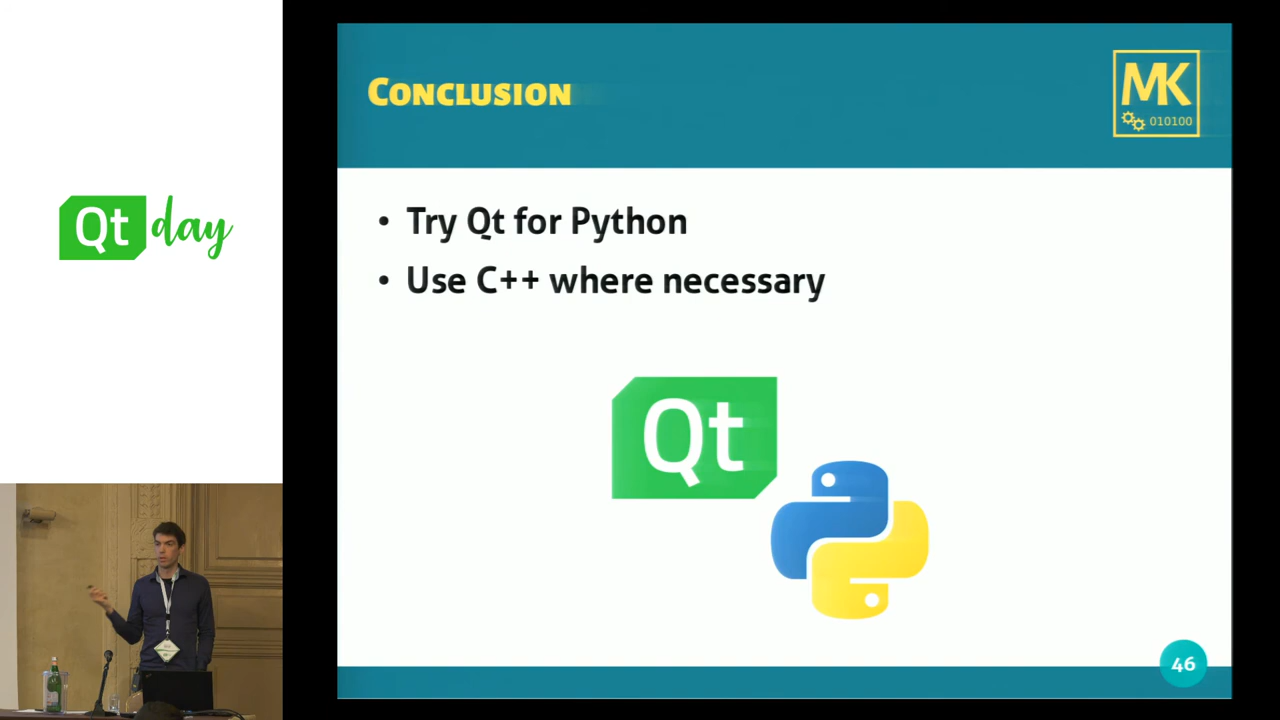 Qt day
CONCLUSION
MK
010100
• Try Qt for Python
• Use C++ where necessary
Qt
46